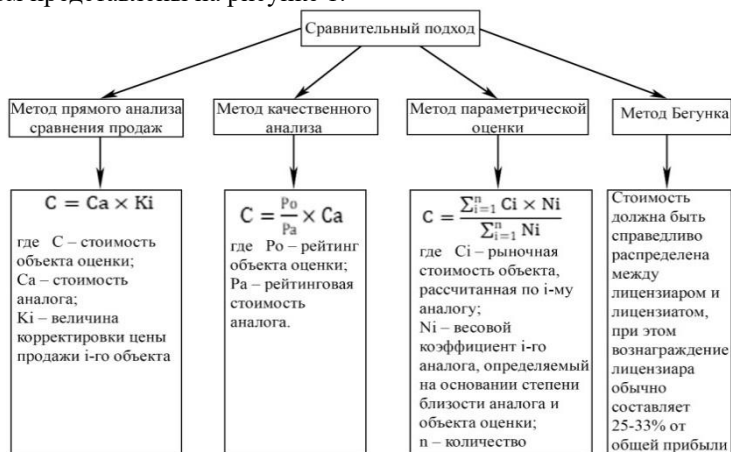 представлены на рисунке
Сравнительный подход
Метод прямого анализа
сравнения продаж
Метод качественного
анализа
Метод параметрической
оценки
Метод Бегунка
C = Ca × Ki
где С – стоимость
объекта оценки;
Ca – стоимость
аналога;
Ki – величина
корректировки цены
продажи i-го объекта
C = Po/Pa × Ca
где Po – рейтинг
объекта оценки;
Pa – рейтинговая
стоимость
аналога.
C = ∑ⁿᵢ₌₁ Ci × Ni / ∑ⁿᵢ₌₁ Ni
где Ci – рыночная
стоимость объекта,
рассчитанная по i-му
аналогу;
Ni – весовой
коэффициент i-го
аналога, определяемый
на основании степени
близости аналога и
объекта оценки;
n – количество
Стоимость
должна быть
справедливо
распределена
между
лицензиаром и
лицензиатом,
при этом
вознаграждение
лицензиара
обычно
составляет
25-33% от
общей прибыли